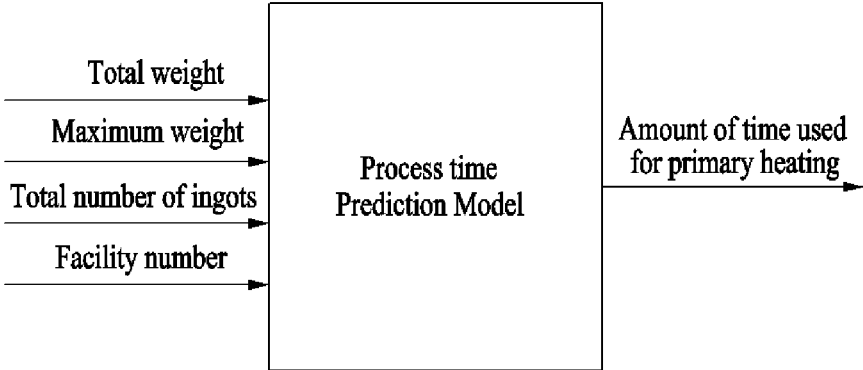 Total weight
Maximum weight
Total number of ingots
Facility number
Process time
Prediction Model
Amount of time used
for primary heating